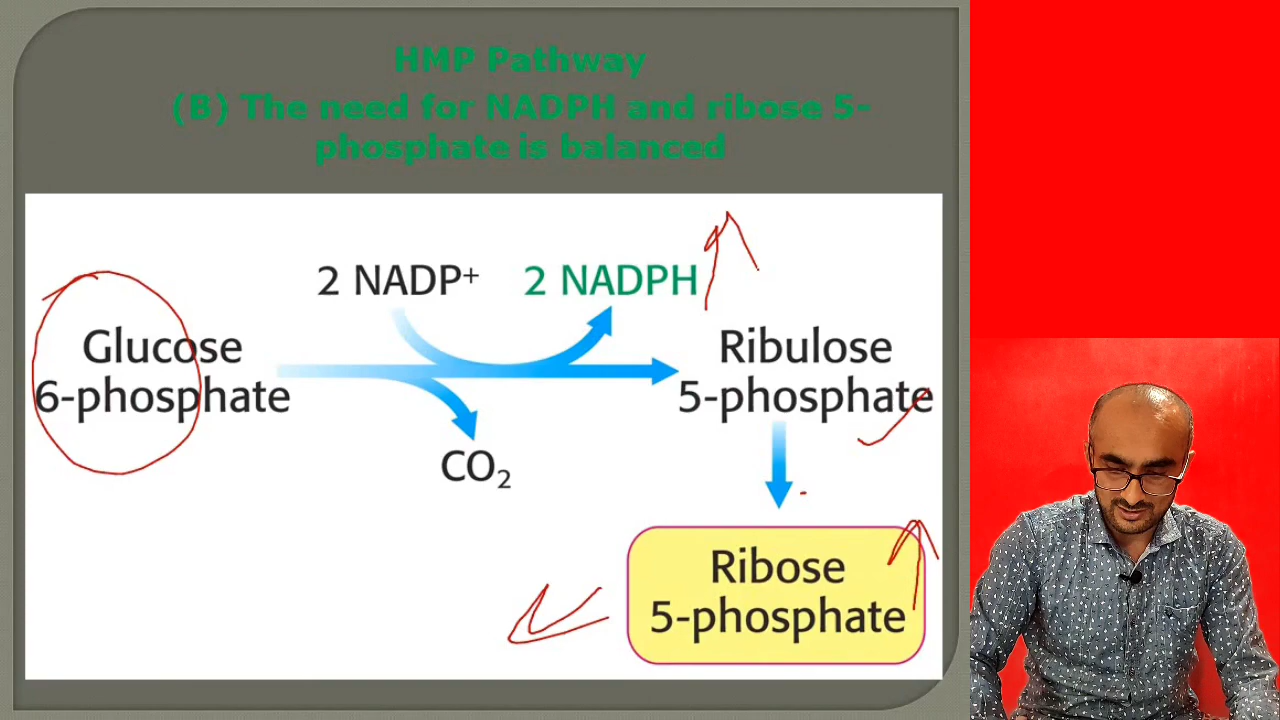 HMP Pathway
(B) The need for NADPH and ribose 5-
phosphate is balanced
2 NADP⁺ 2 NADPH
Glucose
6-phosphate
Ribulose
5-phosphate
CO₂
Ribose
5-phosphate